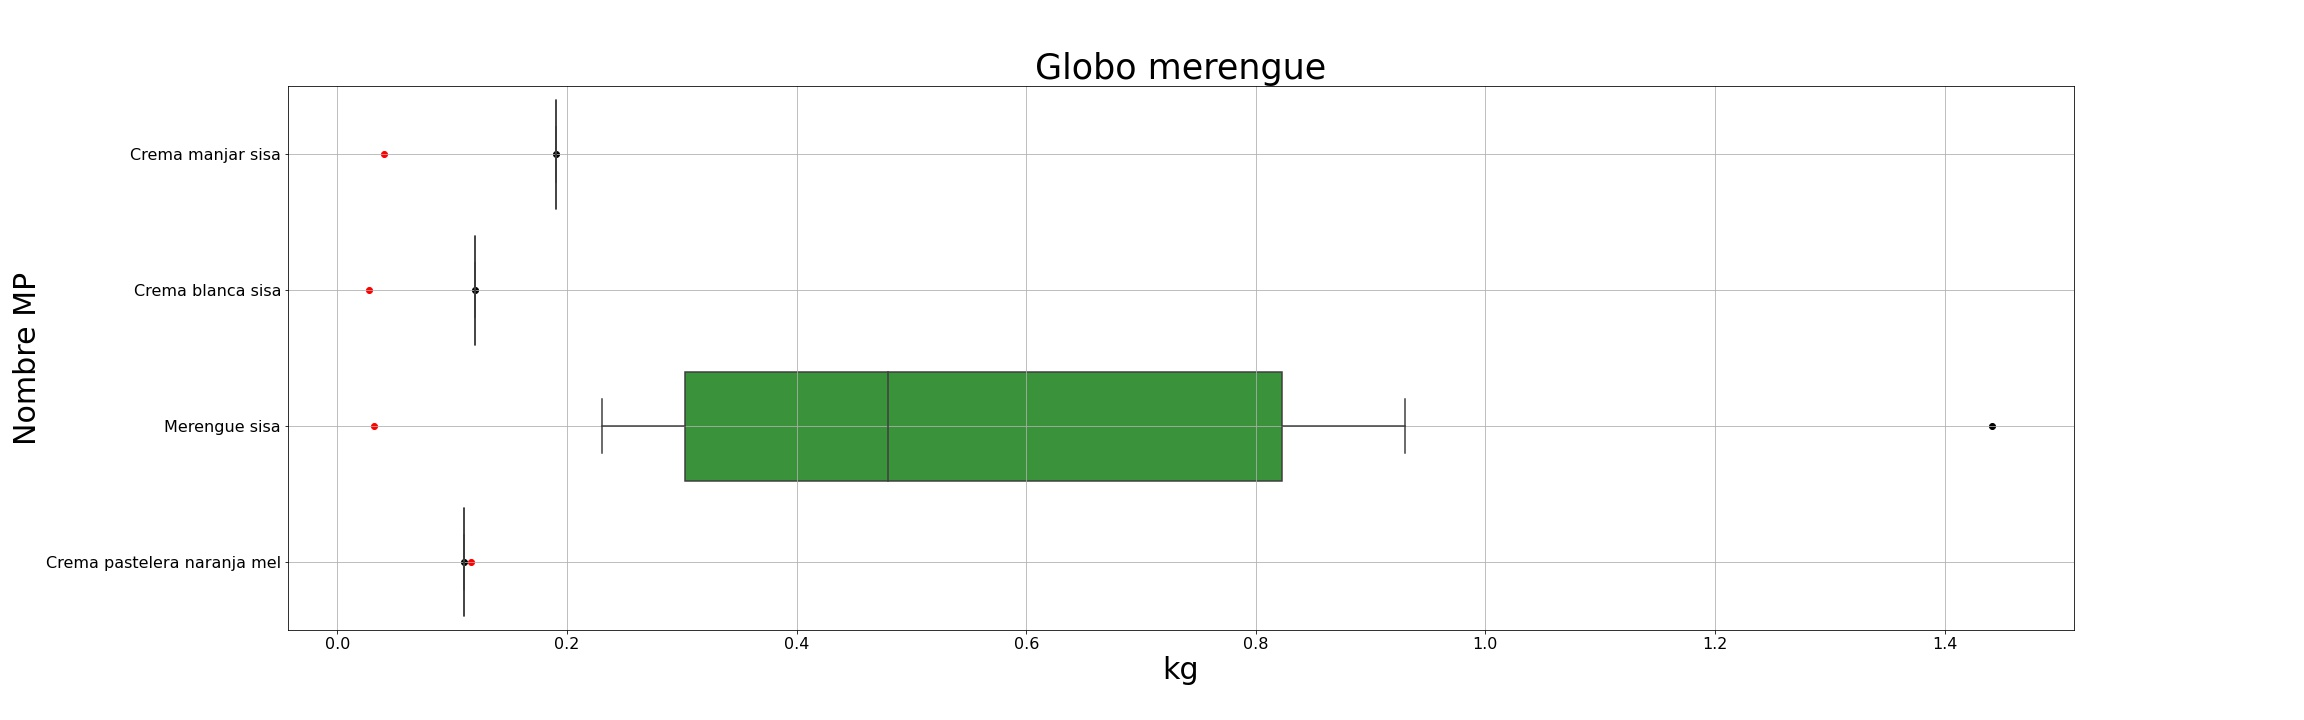 Globo merengue
Nombre MP
Crema manjar sisa
Crema blanca sisa
Merengue sisa
Crema pastelera naranja mel
0.0 0.2 0.4 0.6 0.8 1.0 1.2 1.4
kg